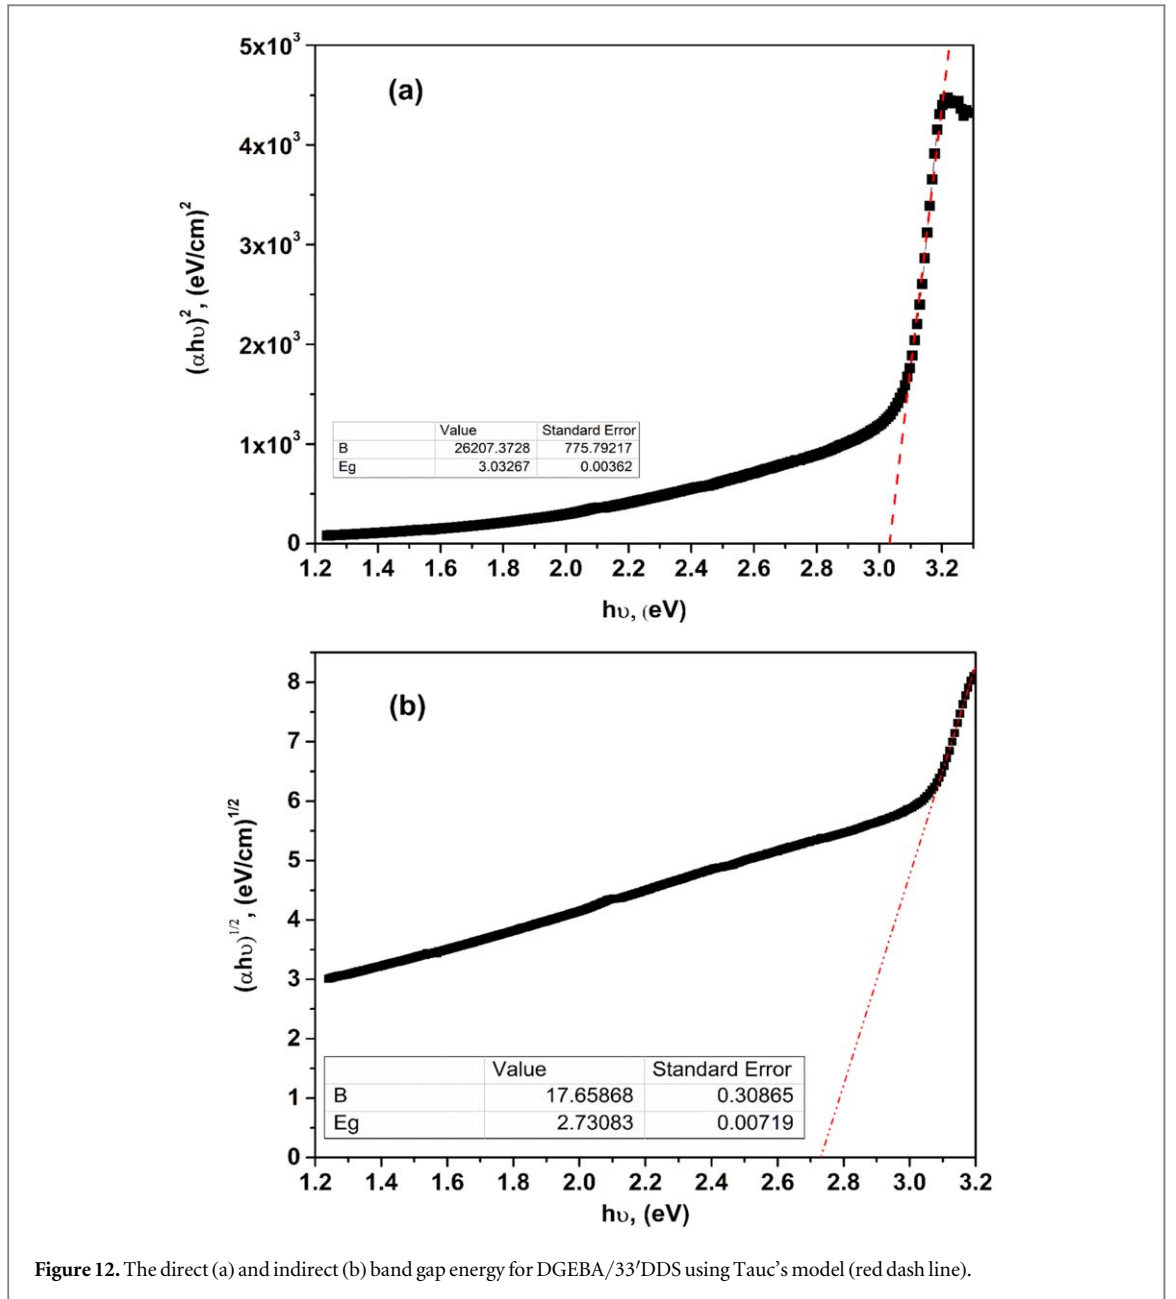 5x10³
(a)
4x10³
3x10³
(αhυ)², (eV/cm)²
2x10³
1x10³
Value Standard Error
B 26207.3728 775.79217
Eg 3.03267 0.00362
0
1.2 1.4 1.6 1.8 2.0 2.2 2.4 2.6 2.8 3.0 3.2
hυ, (eV)
8
(b)
7
6
5
(αhυ)^1/2, (eV/cm)^1/2
4
3
2
Value Standard Error
B 17.65868 0.30865
Eg 2.73083 0.00719
1
0
1.2 1.4 1.6 1.8 2.0 2.2 2.4 2.6 2.8 3.0 3.2
hυ, (eV)
Figure 12. The direct (a) and indirect (b) band gap energy for DGEBA/33′DDS using Tauc's model (red dash line).